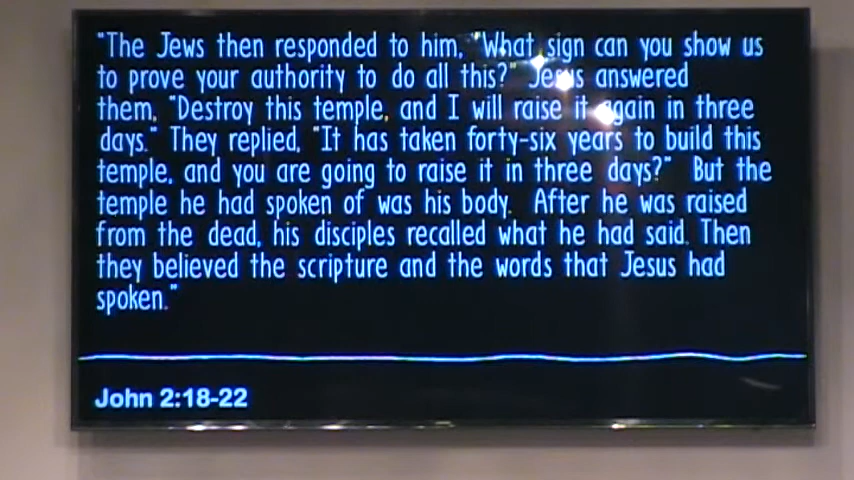 "The Jews then responded to him, "What sign can you show us
to prove your authority to do all this?" Jesus answered
them, "Destroy this temple, and I will raise it again in three
days." They replied, "It has taken forty-six years to build this
temple, and you are going to raise it in three days?" But the
temple he had spoken of was his body. After he was raised
from the dead, his disciples recalled what he had said. Then
they believed the scripture and the words that Jesus had
spoken."
John 2:18-22